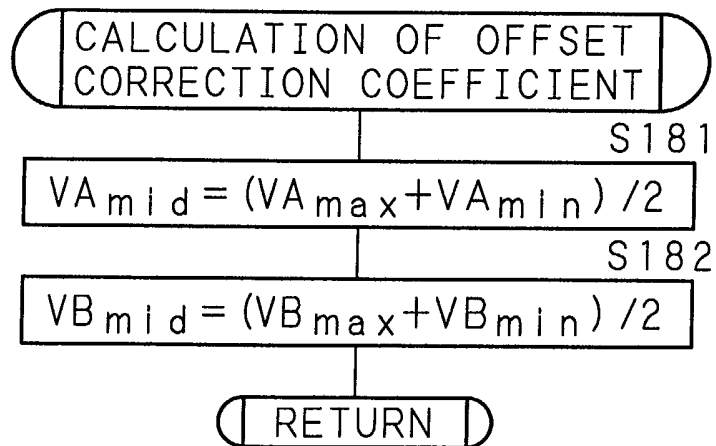 CALCULATION OF OFFSET
CORRECTION COEFFICIENT
S181
VAmid=(VAmax+VAmin)/2
S182
VBmid=(VBmax+VBmin)/2
RETURN